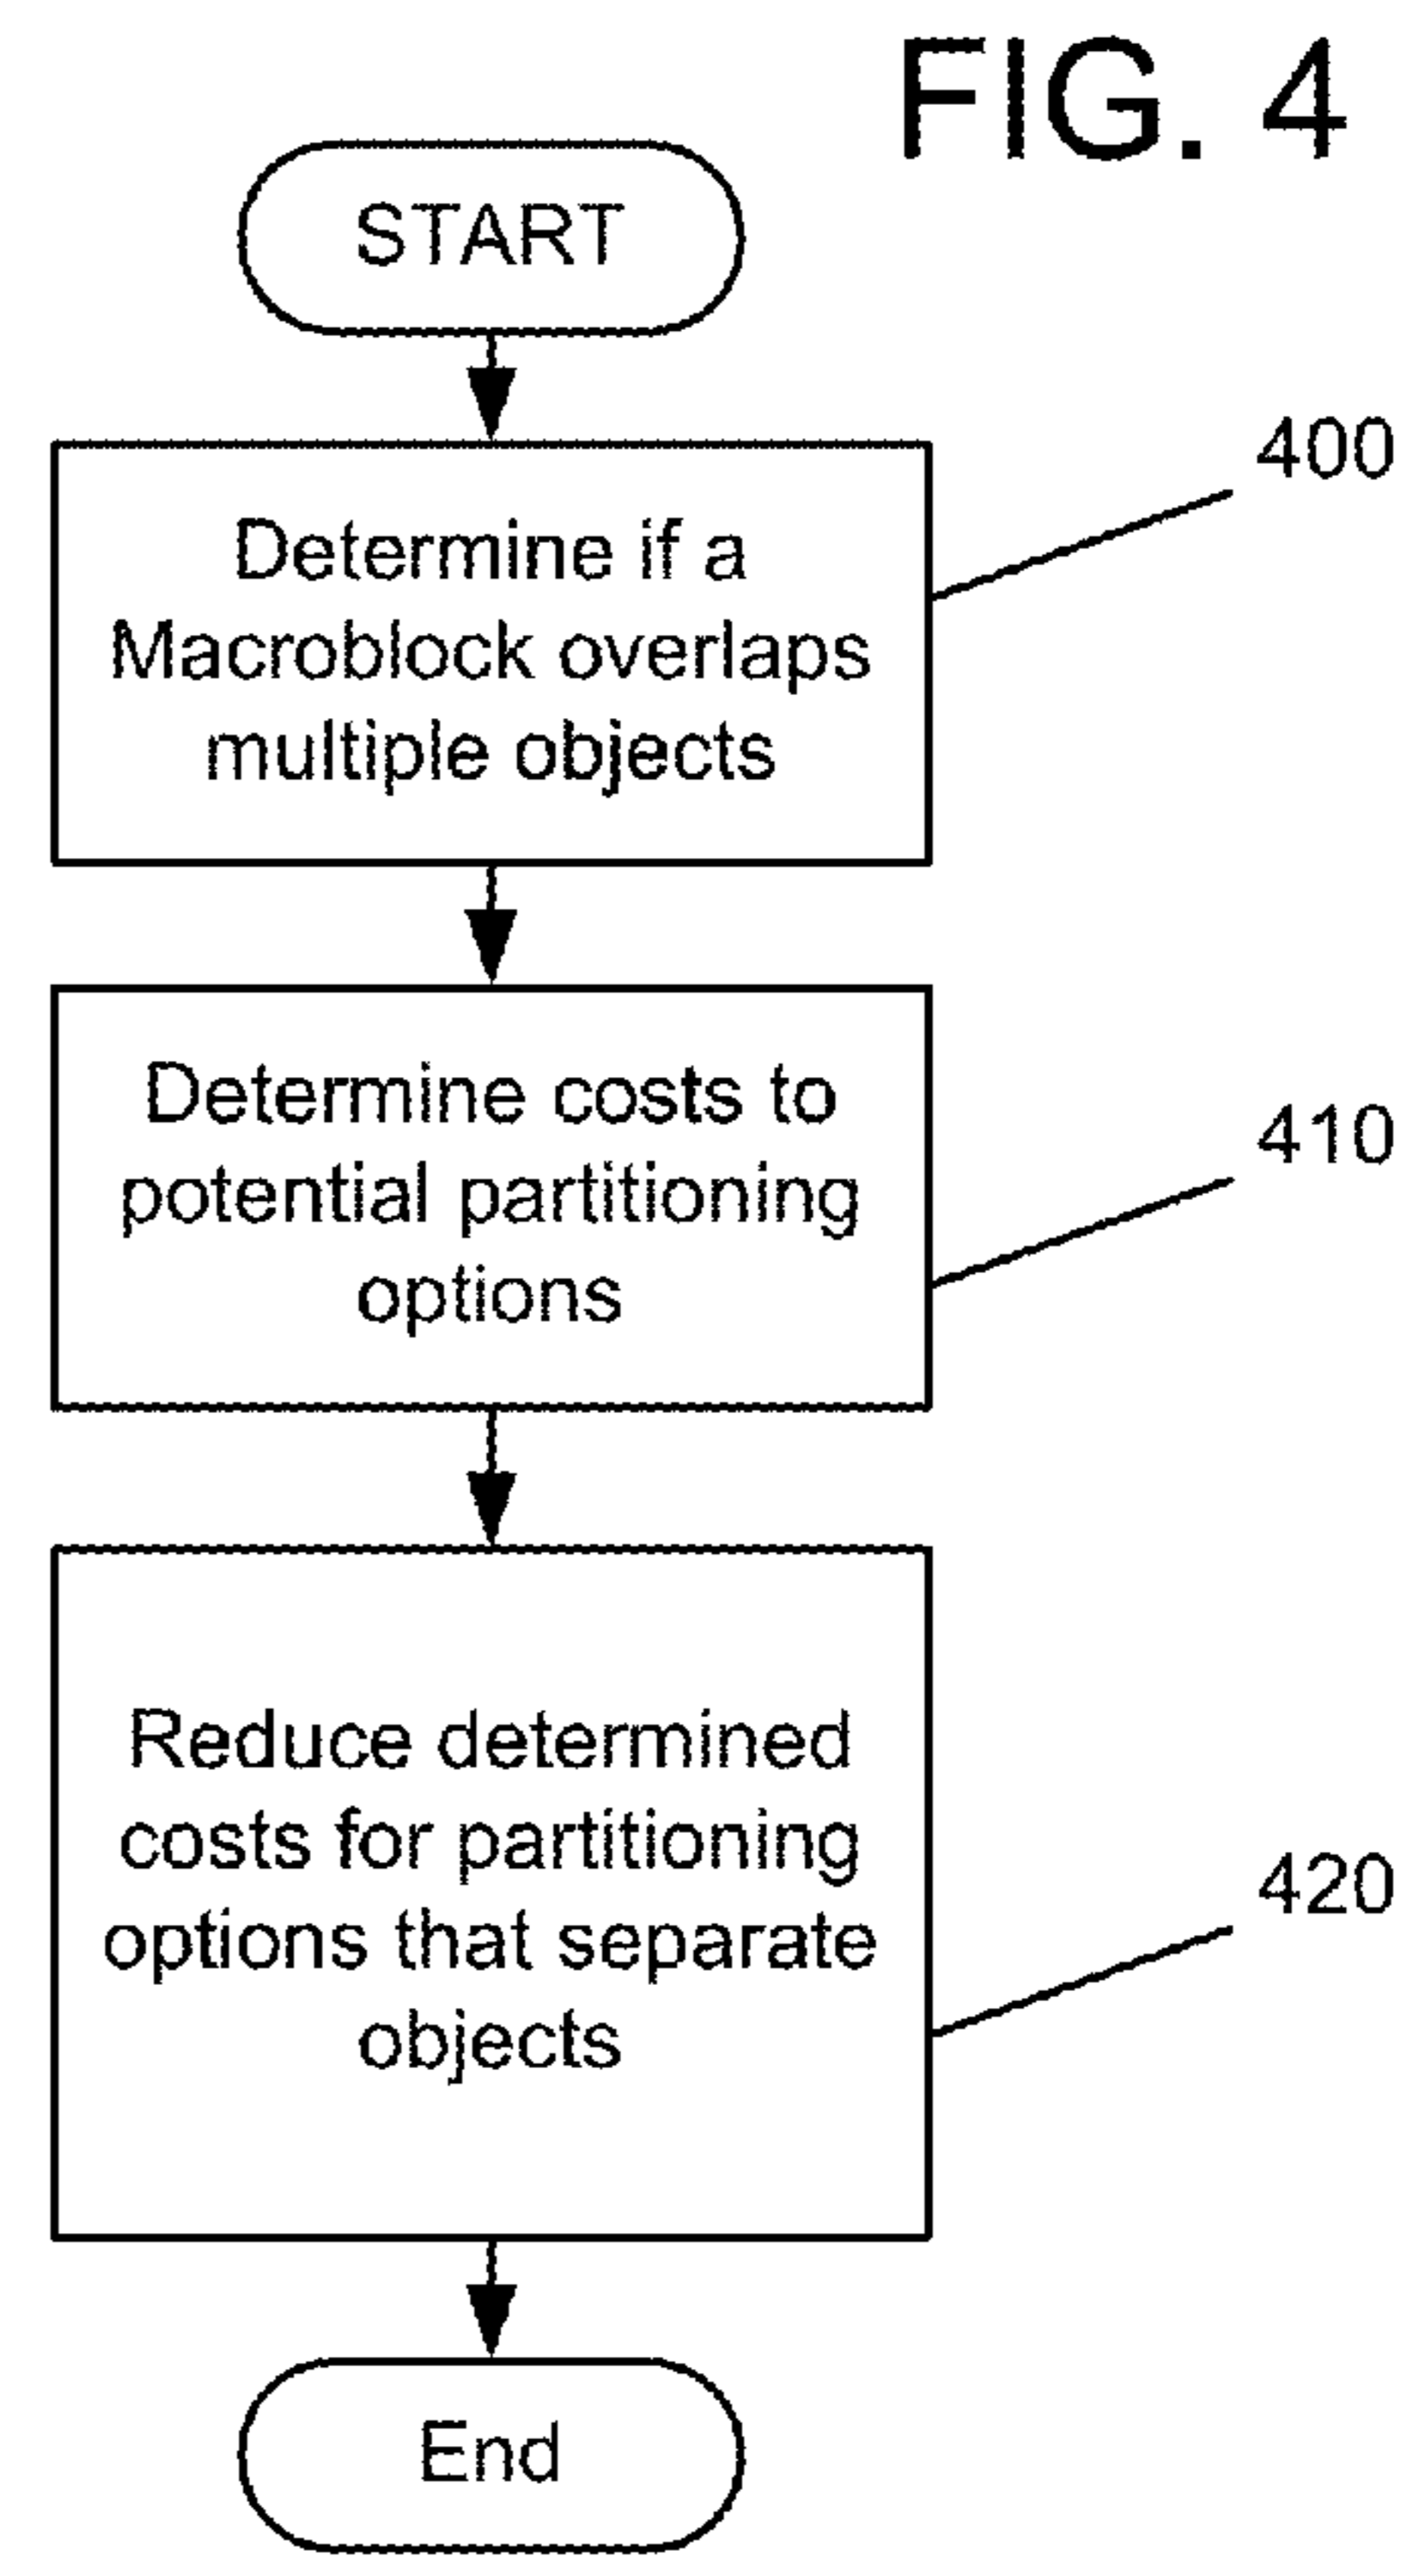 FIG. 4
START
400
Determine if a
Macroblock overlaps
multiple objects
410
Determine costs to
potential partitioning
options
420
Reduce determined
costs for partitioning
options that separate
objects
End